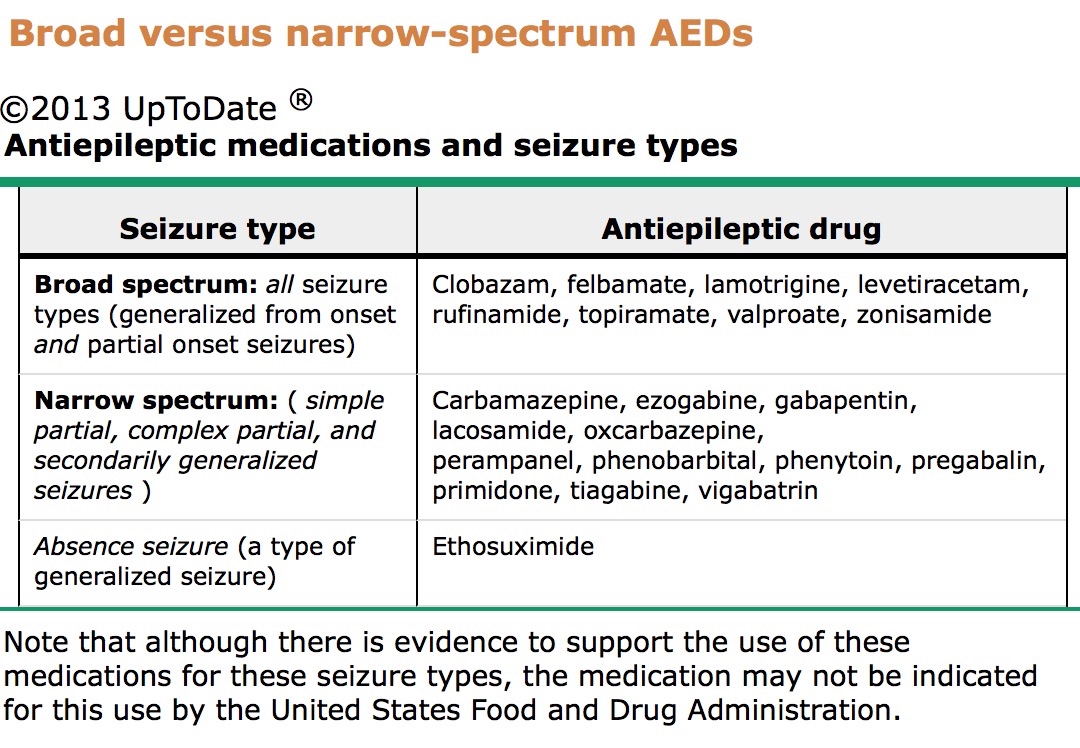 Broad versus narrow-spectrum AEDs
©2013 UpToDate ®
Antiepileptic medications and seizure types
Seizure type
Antiepileptic drug
Broad spectrum: all seizure
types (generalized from onset
and partial onset seizures)
Clobazam, felbamate, lamotrigine, levetiracetam,
rufinamide, topiramate, valproate, zonisamide
Narrow spectrum: ( simple
partial, complex partial, and
secondarily generalized
seizures )
Carbamazepine, ezogabine, gabapentin,
lacosamide, oxcarbazepine,
perampanel, phenobarbital, phenytoin, pregabalin,
primidone, tiagabine, vigabatrin
Absence seizure (a type of
generalized seizure)
Ethosuximide
Note that although there is evidence to support the use of these
medications for these seizure types, the medication may not be indicated
for this use by the United States Food and Drug Administration.